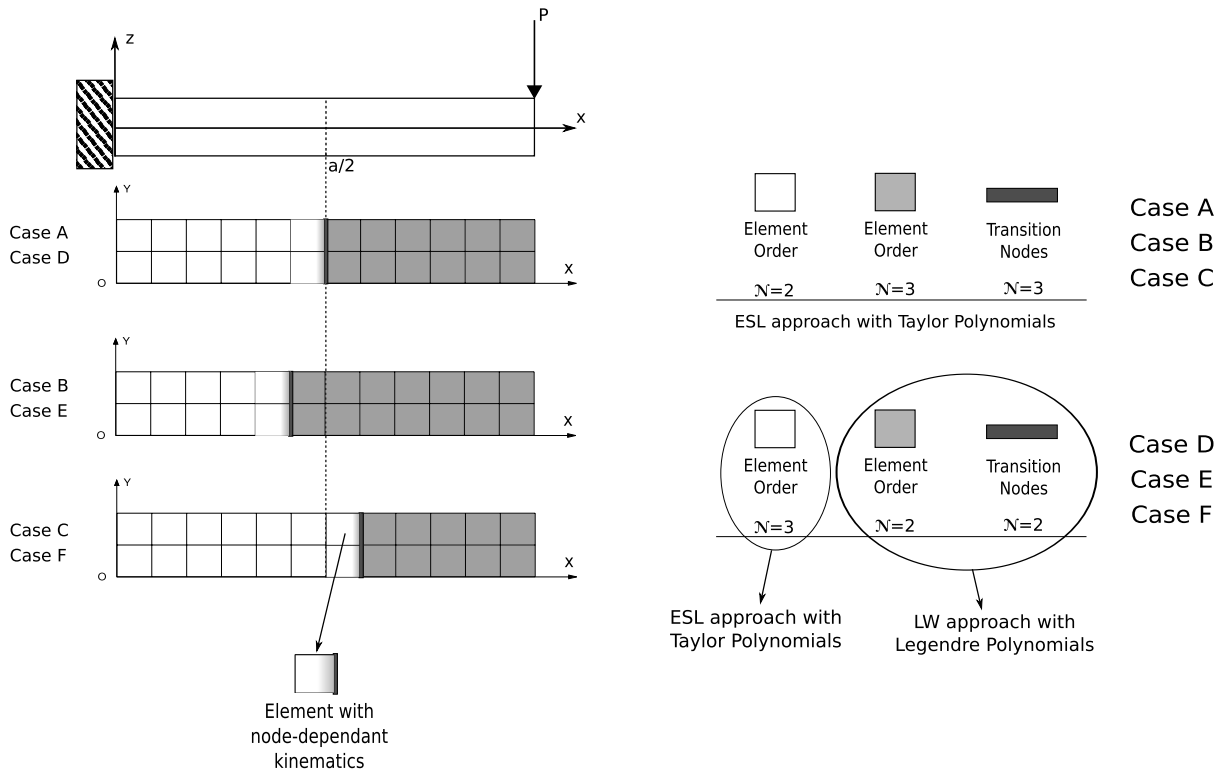 P
z
x
a/2
Y
Case A
Case D
x
O
Y
Case B
Case E
x
O
Y
Case C
Case F
x
O
Element with
node-dependant
kinematics
Element
Order
𝒩=2
Element
Order
𝒩=3
Transition
Nodes
𝒩=3
ESL approach with Taylor Polynomials
Case A
Case B
Case C
Element
Order
𝒩=3
Element
Order
𝒩=2
Transition
Nodes
𝒩=2
Case D
Case E
Case F
ESL approach with
Taylor Polynomials
LW approach with
Legendre Polynomials